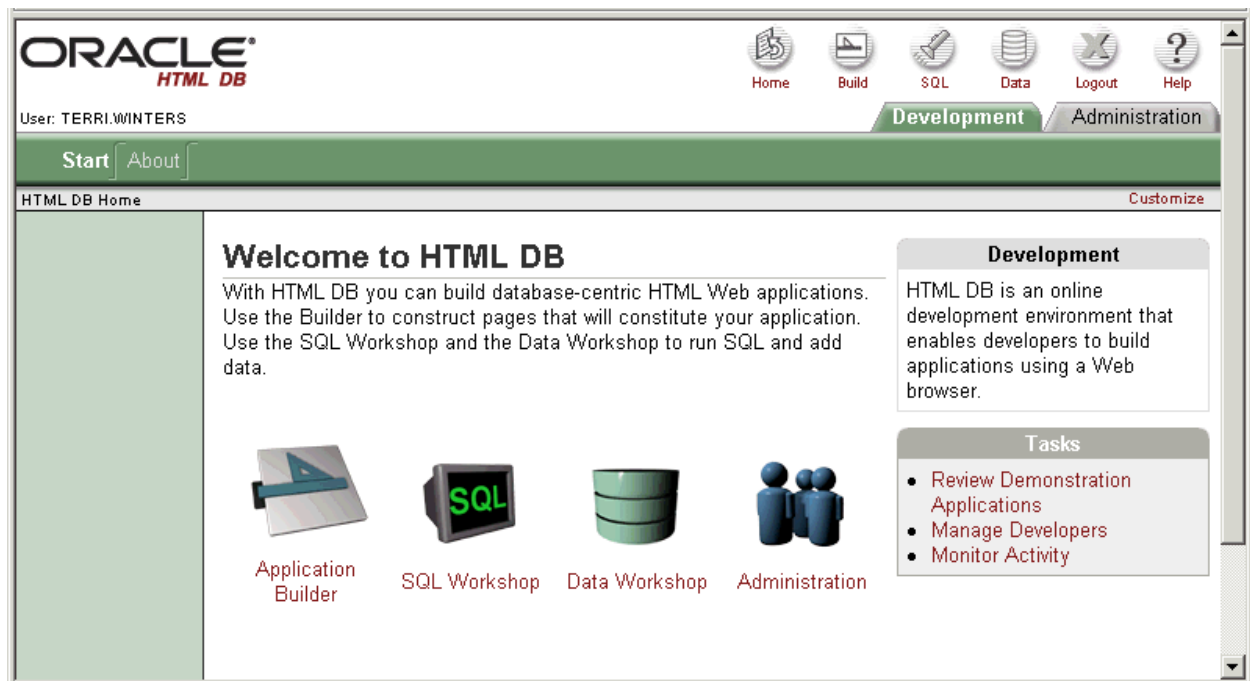 ORACLE
HTML DB
Home Build SQL Data Logout Help
User: TERRI.WINTERS
Development Administration
Start About
HTML DB Home
Customize
Welcome to HTML DB
With HTML DB you can build database-centric HTML Web applications.
Use the Builder to construct pages that will constitute your application.
Use the SQL Workshop and the Data Workshop to run SQL and add
data.
SQL
Application
Builder
SQL Workshop
Data Workshop
Administration
Development
HTML DB is an online
development environment that
enables developers to build
applications using a Web
browser.
Tasks
Review Demonstration
Applications
Manage Developers
Monitor Activity